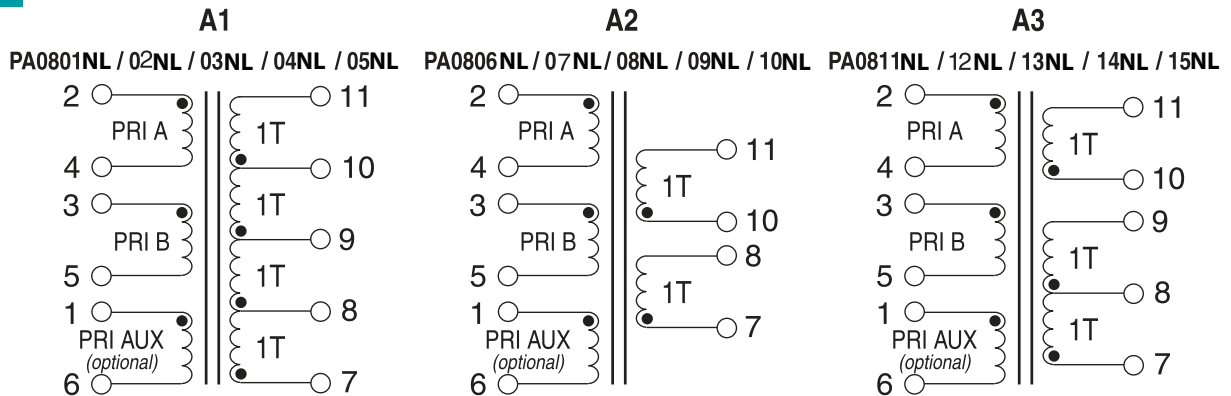 A1
PA0801NL / 02NL / 03NL / 04NL / 05NL
2
PRI A
4
3
PRI B
5
1
PRI AUX
(optional)
6
11
1T
10
1T
9
1T
8
1T
7
A2
PA0806NL / 07NL / 08NL / 09NL / 10NL
2
PRI A
4
3
PRI B
5
1
PRI AUX
(optional)
6
11
1T
10
8
1T
7
A3
PA0811NL / 12NL / 13NL / 14NL / 15NL
2
PRI A
4
3
PRI B
5
1
PRI AUX
(optional)
6
11
1T
10
9
1T
8
1T
7